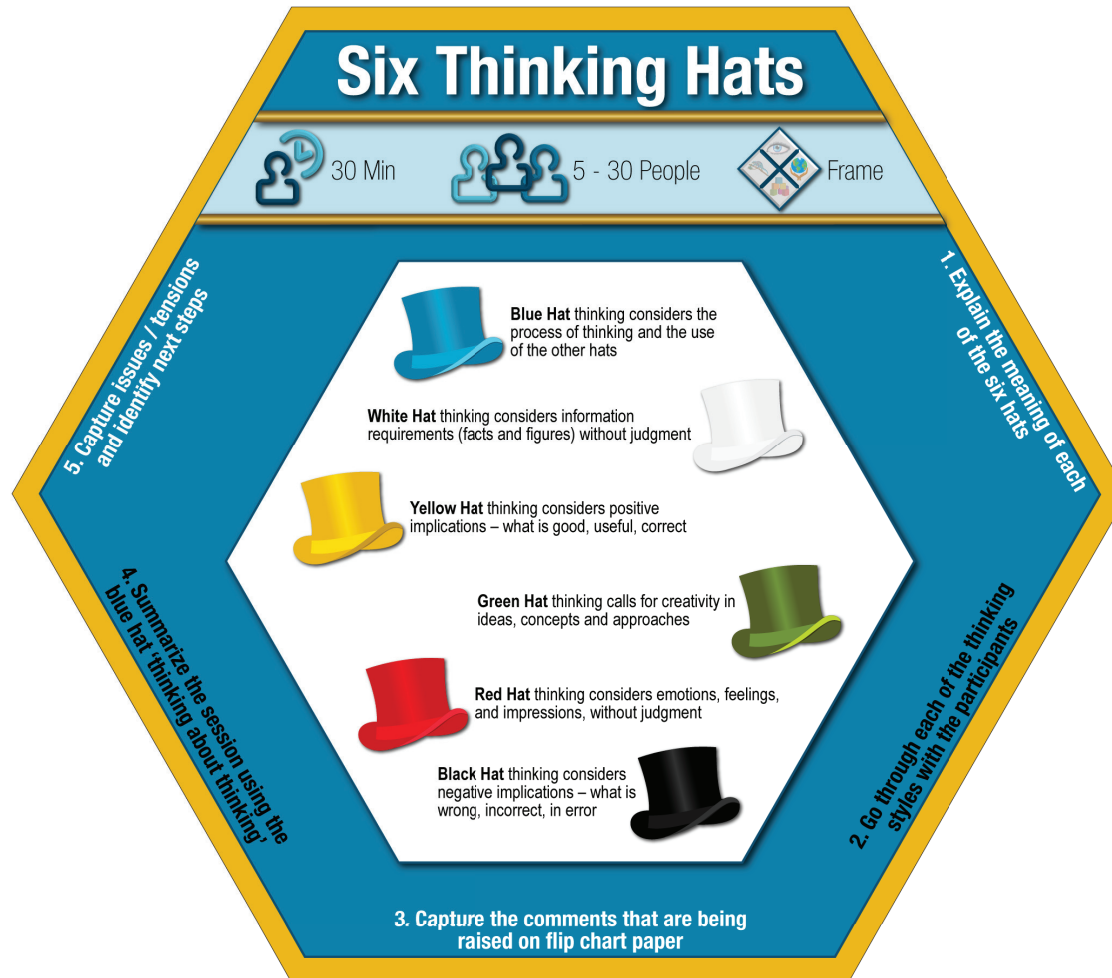 Six Thinking Hats
30 Min
5 - 30 People
Frame
1. Explain the meaning of each
of the six hats
2. Go through each of the thinking
styles with the participants
3. Capture the comments that are being
raised on flip chart paper
4. Summarize the session using the
blue hat ‘thinking about thinking’
5. Capture issues / tensions
and identify next steps
Blue Hat thinking considers the
process of thinking and the use
of the other hats
White Hat thinking considers information
requirements (facts and figures) without judgment
Yellow Hat thinking considers positive
implications – what is good, useful, correct
Green Hat thinking calls for creativity in
ideas, concepts and approaches
Red Hat thinking considers emotions, feelings,
and impressions, without judgment
Black Hat thinking considers
negative implications – what is
wrong, incorrect, in error